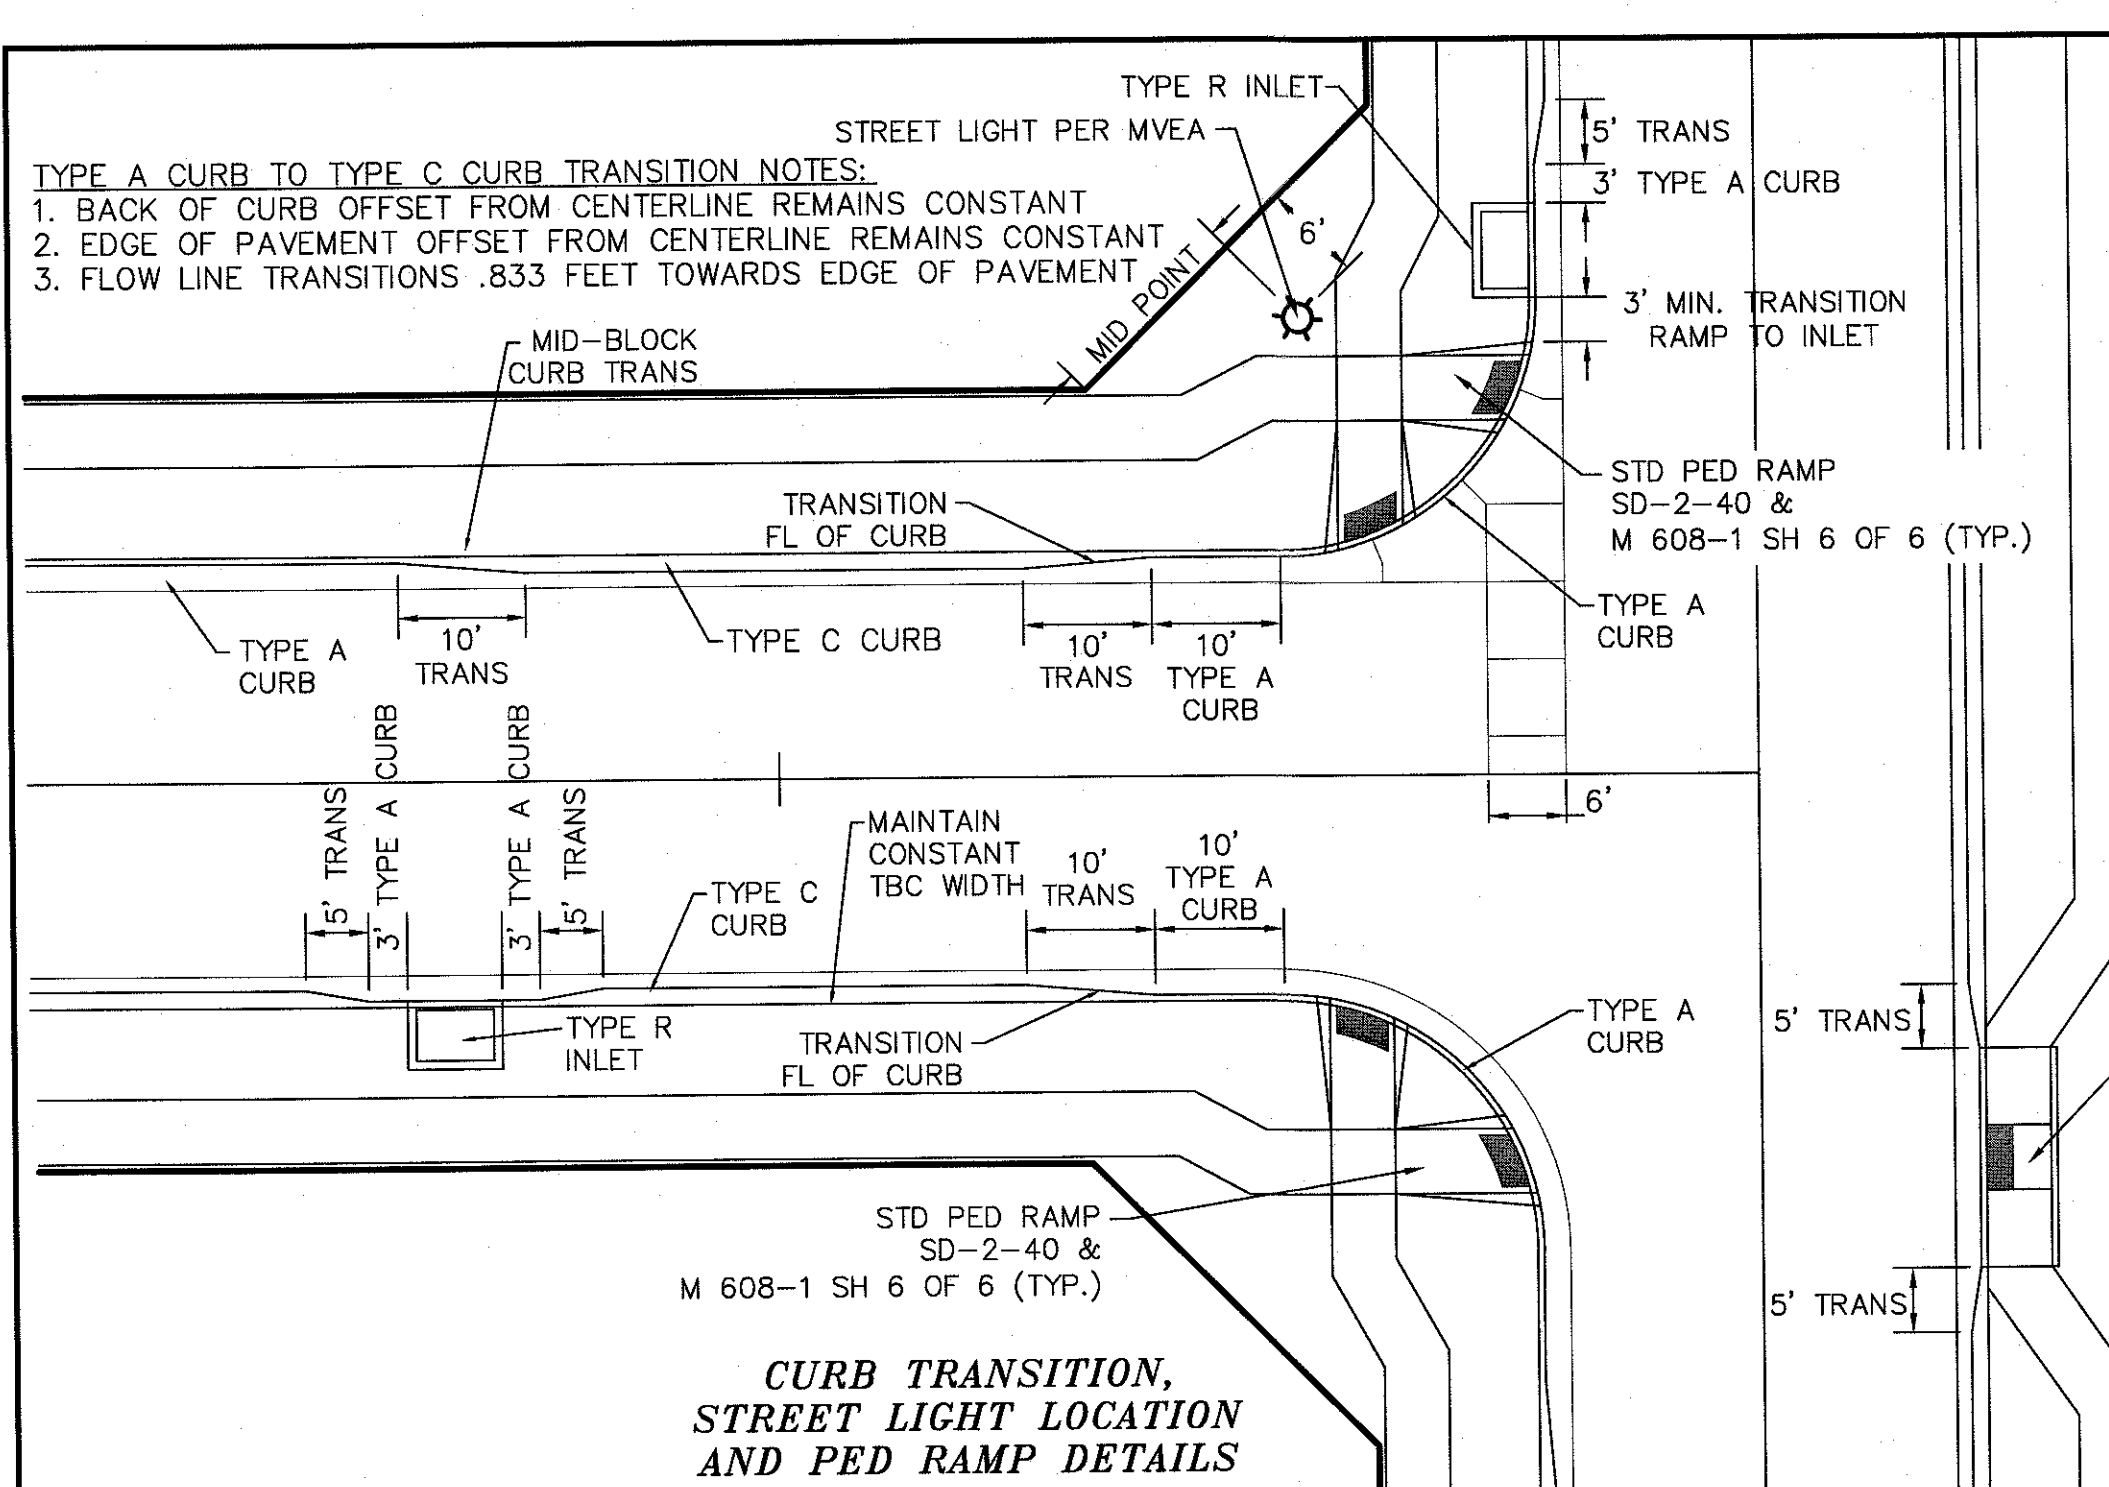 TYPE R INLET
STREET LIGHT PER MVEA
5' TRANS
3' TYPE A CURB
TYPE A CURB TO TYPE C CURB TRANSITION NOTES:
1. BACK OF CURB OFFSET FROM CENTERLINE REMAINS CONSTANT
2. EDGE OF PAVEMENT OFFSET FROM CENTERLINE REMAINS CONSTANT
3. FLOW LINE TRANSITIONS .833 FEET TOWARDS EDGE OF PAVEMENT
6'
MID POINT
3' MIN. TRANSITION
RAMP TO INLET
MID-BLOCK
CURB TRANS
STD PED RAMP
SD-2-40 &
M 608-1 SH 6 OF 6 (TYP.)
TRANSITION
FL OF CURB
TYPE A
CURB
TYPE A
CURB
10'
TRANS
TYPE C CURB
10'
TRANS
10'
TYPE A
CURB
5' TRANS
3' TYPE A CURB
3' TYPE A CURB
5' TRANS
6'
MAINTAIN
CONSTANT
TBC WIDTH
10'
TRANS
10'
TYPE A
CURB
TYPE C
CURB
TYPE R
INLET
TRANSITION
FL OF CURB
TYPE A
CURB
5' TRANS
STD PED RAMP
SD-2-40 &
M 608-1 SH 6 OF 6 (TYP.)
5' TRANS
CURB TRANSITION,
STREET LIGHT LOCATION
AND PED RAMP DETAILS